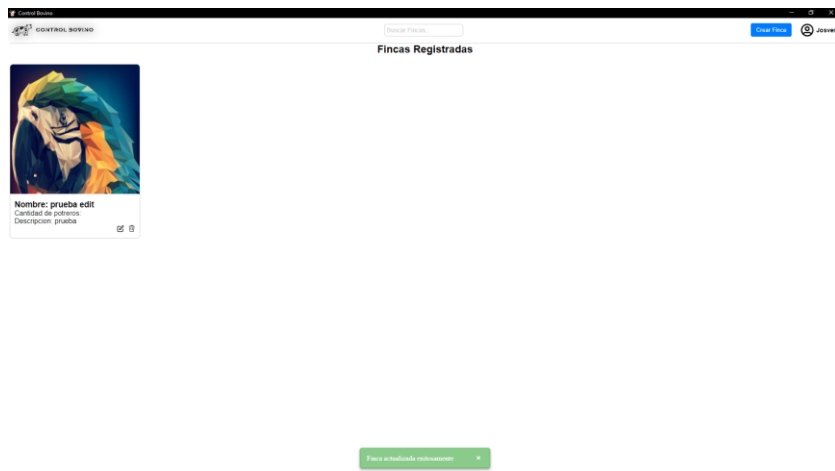 Control Bovino
CONTROL BOVINO
Buscar Fincas...
Crear Finca
Josver
Fincas Registradas
Nombre: prueba edit
Cantidad de potreros:
Descripcion: prueba
Finca actualizada exitosamente ×